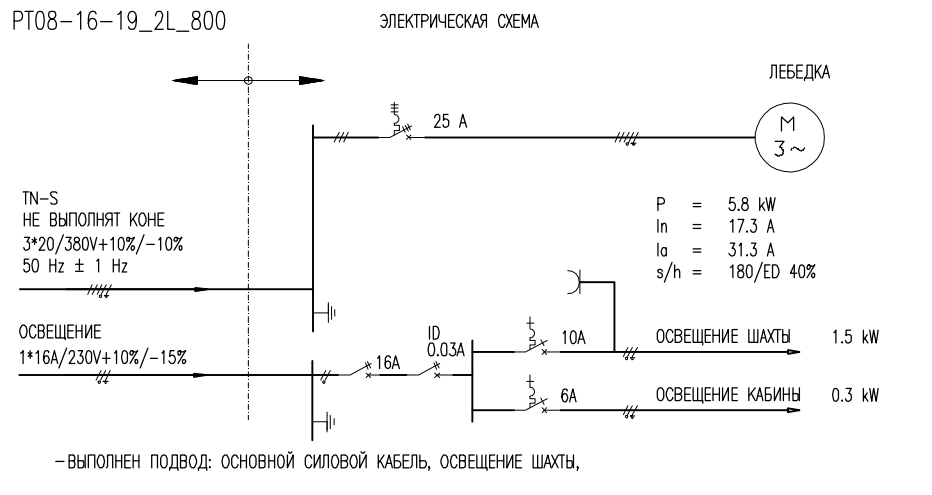 PT08-16-19_2L_800
ЭЛЕКТРИЧЕСКАЯ СХЕМА
ЛЕБЕДКА
25 A
M
3~
TN-S
НЕ ВЫПОЛНЯТ КОНЕ
3*20/380V+10%/-10%
50 Hz ± 1 Hz
P = 5.8 kW
In = 17.3 A
Ia = 31.3 A
s/h = 180/ED 40%
ОСВЕЩЕНИЕ
1*16A/230V+10%/-15%
16A
ID
0.03A
10A
ОСВЕЩЕНИЕ ШАХТЫ 1.5 kW
6A
ОСВЕЩЕНИЕ КАБИНЫ 0.3 kW
-ВЫПОЛНЕН ПОДВОД: ОСНОВНОЙ СИЛОВОЙ КАБЕЛЬ, ОСВЕЩЕНИЕ ШАХТЫ,